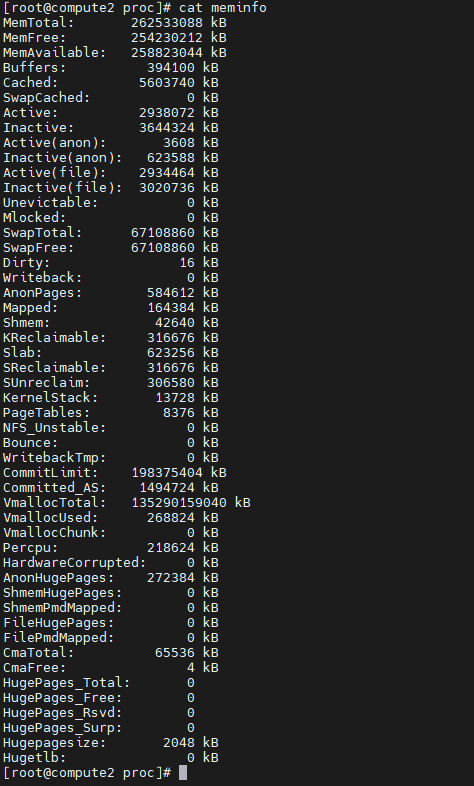 [root@compute2 proc]# cat meminfo
MemTotal:       262533088 kB
MemFree:        254230212 kB
MemAvailable:   258823044 kB
Buffers:          394100 kB
Cached:          5603740 kB
SwapCached:            0 kB
Active:          2938072 kB
Inactive:        3644324 kB
Active(anon):       3608 kB
Inactive(anon):   623588 kB
Active(file):    2934464 kB
Inactive(file):  3020736 kB
Unevictable:           0 kB
Mlocked:               0 kB
SwapTotal:      67108860 kB
SwapFree:       67108860 kB
Dirty:                16 kB
Writeback:             0 kB
AnonPages:        584612 kB
Mapped:           164384 kB
Shmem:             42640 kB
KReclaimable:     316676 kB
Slab:             623256 kB
SReclaimable:     316676 kB
SUnreclaim:       306580 kB
KernelStack:       13728 kB
PageTables:         8376 kB
NFS_Unstable:          0 kB
Bounce:                0 kB
WritebackTmp:          0 kB
CommitLimit:    198375404 kB
Committed_AS:    1494724 kB
VmallocTotal:   135290159040 kB
VmallocUsed:      268824 kB
VmallocChunk:          0 kB
Percpu:           218624 kB
HardwareCorrupted:     0 kB
AnonHugePages:    272384 kB
ShmemHugePages:        0 kB
ShmemPmdMapped:        0 kB
FileHugePages:         0 kB
FilePmdMapped:         0 kB
CmaTotal:          65536 kB
CmaFree:               4 kB
HugePages_Total:       0
HugePages_Free:        0
HugePages_Rsvd:        0
HugePages_Surp:        0
Hugepagesize:       2048 kB
Hugetlb:               0 kB
[root@compute2 proc]#